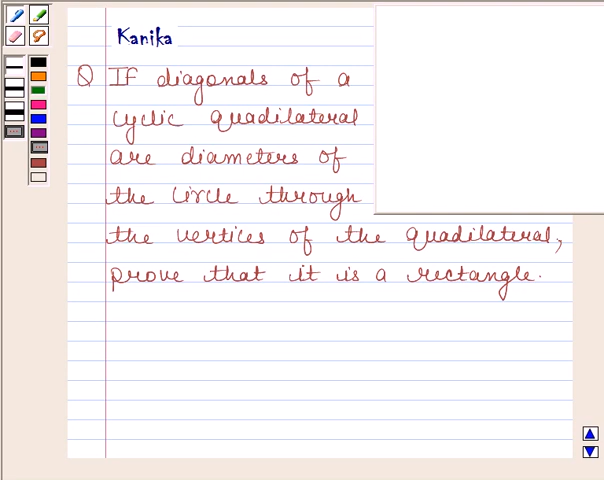 Kanika
Q If diagonals of a
cyclic quadilateral
are diameters of
the circle through
the vertices of the quadilateral,
prove that it is a rectangle.